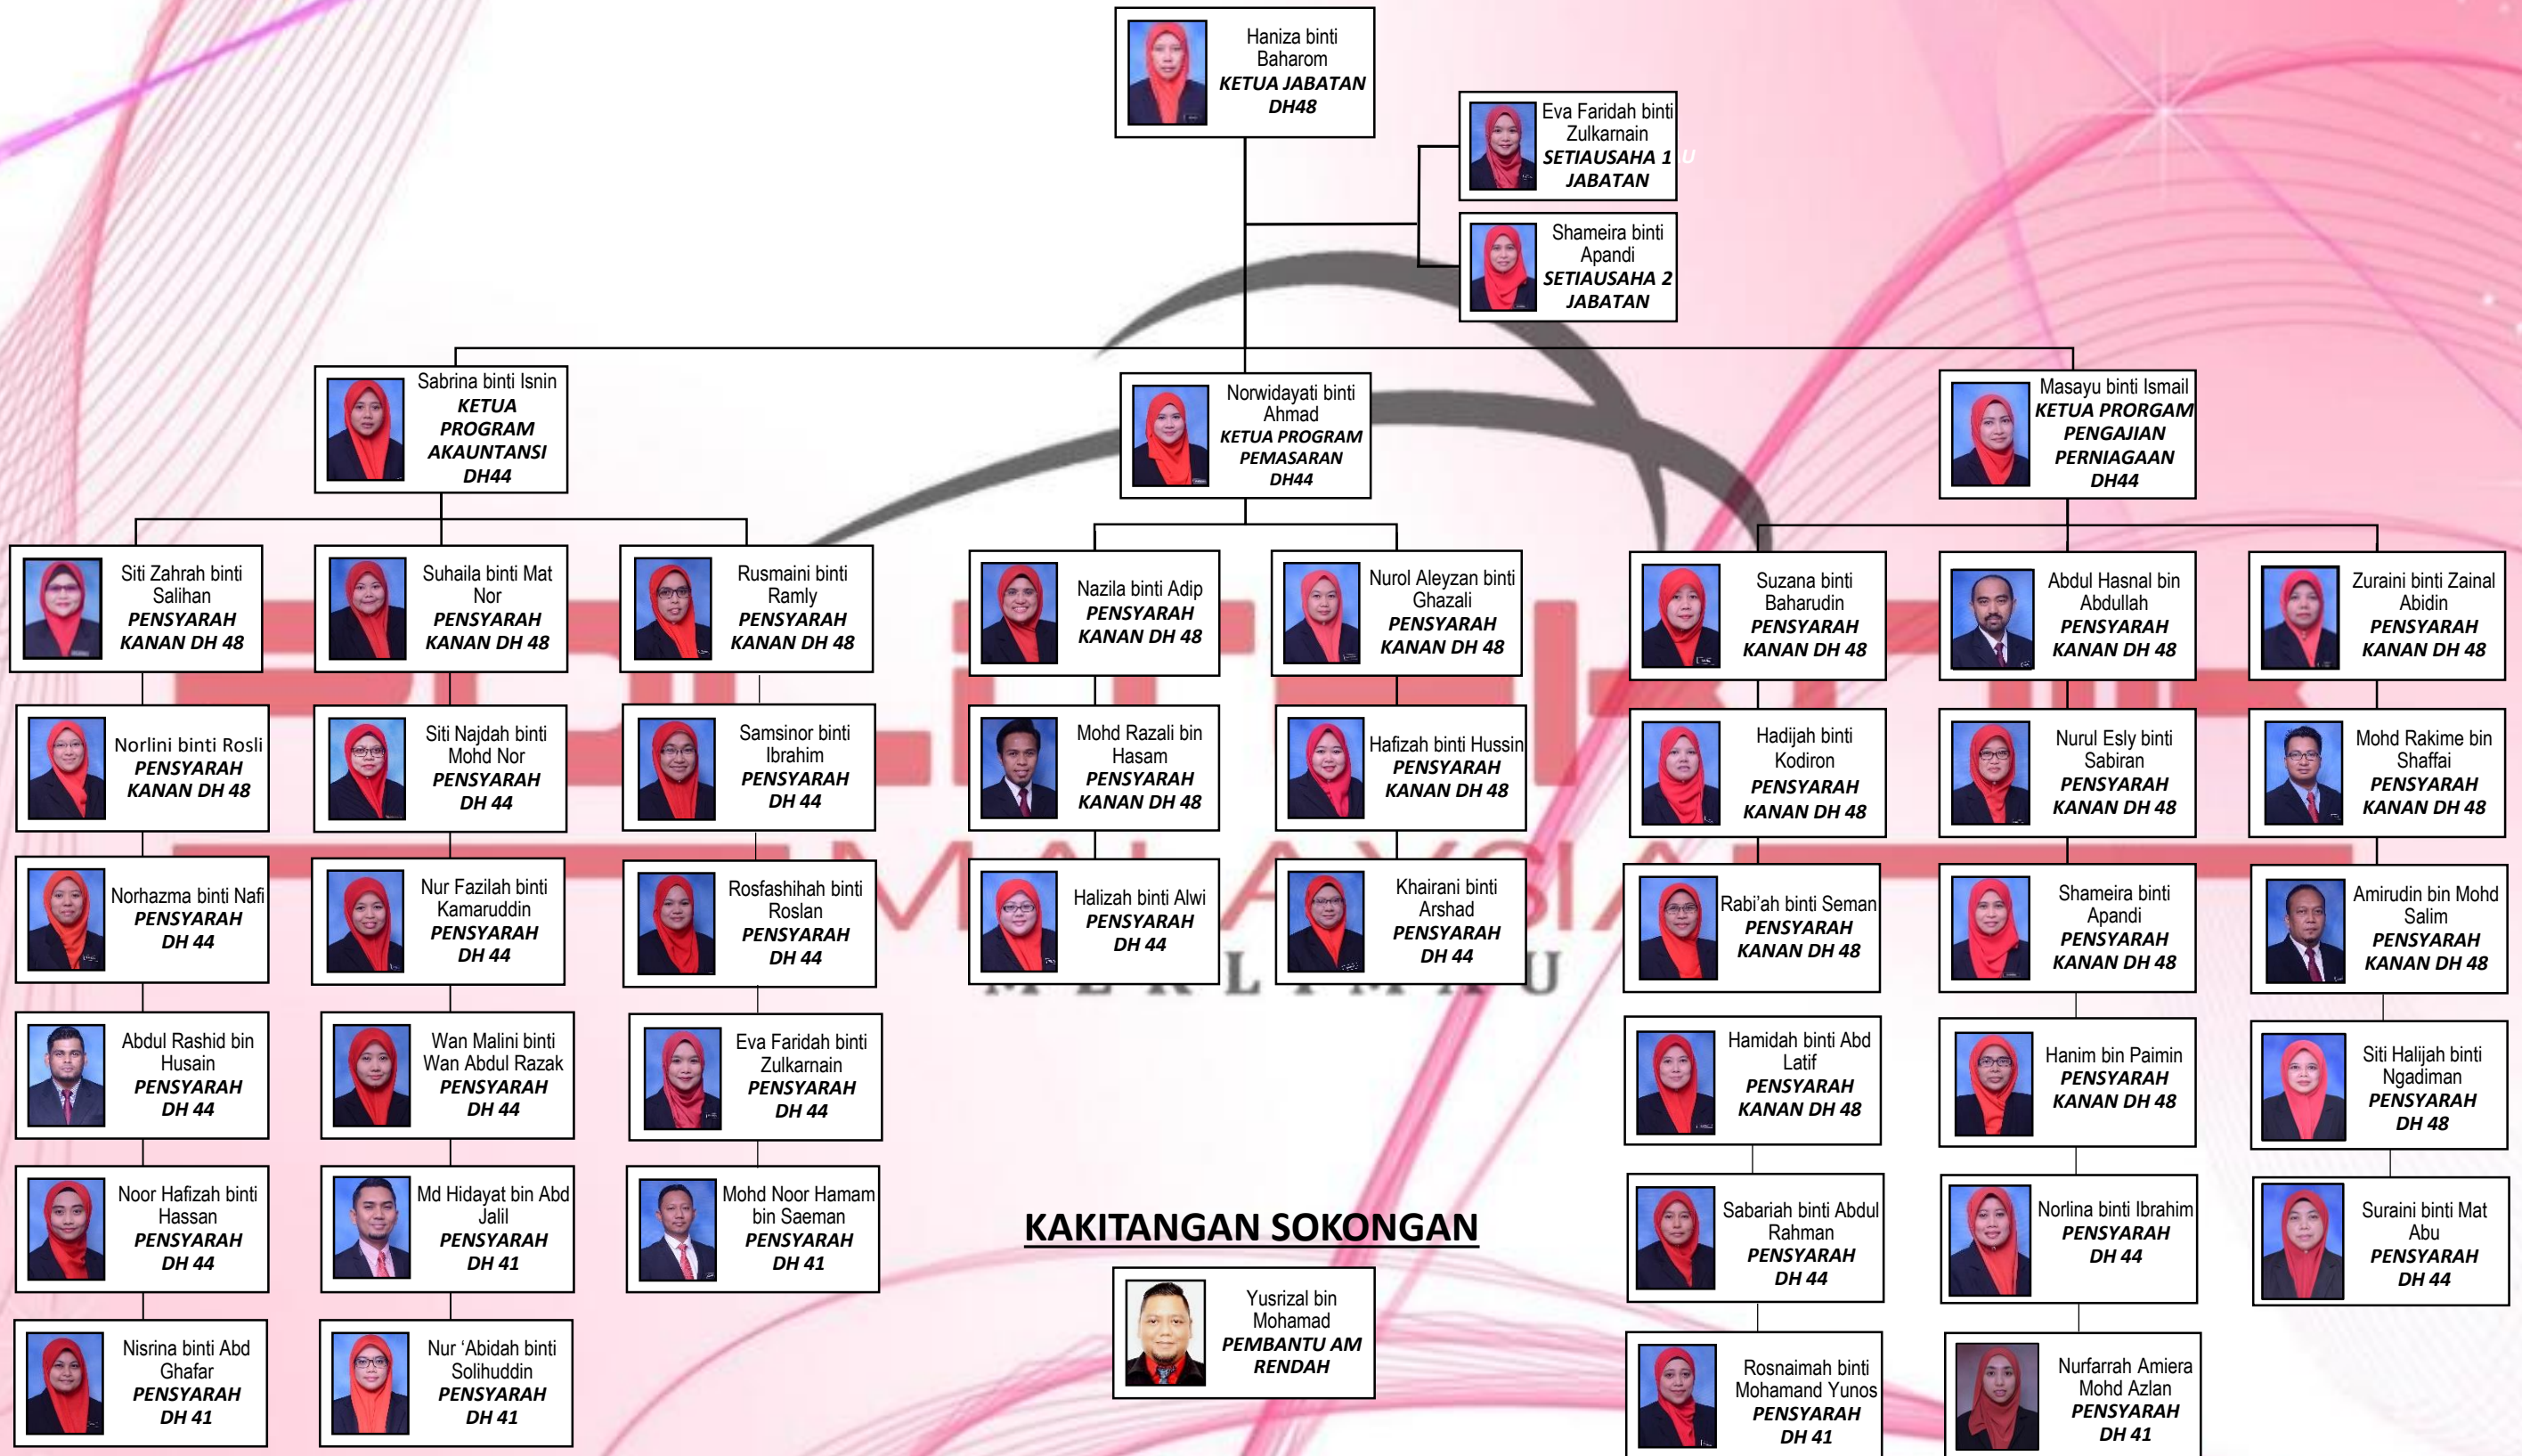 Haniza binti
Baharom
KETUA JABATAN
DH48
Eva Faridah binti
Zulkarnain
SETIAUSAHA 1 U
JABATAN
Shameira binti
Apandi
SETIAUSAHA 2
JABATAN
Sabrina binti Isnin
KETUA
PROGRAM
AKAUNTANSI
DH44
Norwidayati binti
Ahmad
KETUA PROGRAM
PEMASARAN
DH44
Masayu binti Ismail
KETUA PRORGAM
PENGAJIAN
PERNIAGAAN
DH44
Siti Zahrah binti
Salihan
PENSYARAH
KANAN DH 48
Suhaila binti Mat
Nor
PENSYARAH
KANAN DH 48
Rusmaini binti
Ramly
PENSYARAH
KANAN DH 48
Nazila binti Adip
PENSYARAH
KANAN DH 48
Nurol Aleyzan binti
Ghazali
PENSYARAH
KANAN DH 48
Suzana binti
Baharudin
PENSYARAH
KANAN DH 48
Abdul Hasnal bin
Abdullah
PENSYARAH
KANAN DH 48
Zuraini binti Zainal
Abidin
PENSYARAH
KANAN DH 48
Norlini binti Rosli
PENSYARAH
KANAN DH 48
Siti Najdah binti
Mohd Nor
PENSYARAH
DH 44
Samsinor binti
Ibrahim
PENSYARAH
DH 44
Mohd Razali bin
Hasam
PENSYARAH
KANAN DH 48
Hafizah binti Hussin
PENSYARAH
KANAN DH 48
Hadijah binti
Kodiron
PENSYARAH
KANAN DH 48
Nurul Esly binti
Sabiran
PENSYARAH
KANAN DH 48
Mohd Rakime bin
Shaffai
PENSYARAH
KANAN DH 48
Norhazma binti Nafi
PENSYARAH
DH 44
Nur Fazilah binti
Kamaruddin
PENSYARAH
DH 44
Rosfashihah binti
Roslan
PENSYARAH
DH 44
Halizah binti Alwi
PENSYARAH
DH 44
Khairani binti
Arshad
PENSYARAH
DH 44
Rabi'ah binti Seman
PENSYARAH
KANAN DH 48
Shameira binti
Apandi
PENSYARAH
KANAN DH 48
Amirudin bin Mohd
Salim
PENSYARAH
KANAN DH 48
Abdul Rashid bin
Husain
PENSYARAH
DH 44
Wan Malini binti
Wan Abdul Razak
PENSYARAH
DH 44
Eva Faridah binti
Zulkarnain
PENSYARAH
DH 44
Hamidah binti Abd
Latif
PENSYARAH
KANAN DH 48
Hanim bin Paimin
PENSYARAH
KANAN DH 48
Siti Halijah binti
Ngadiman
PENSYARAH
DH 48
Noor Hafizah binti
Hassan
PENSYARAH
DH 44
Md Hidayat bin Abd
Jalil
PENSYARAH
DH 41
Mohd Noor Hamam
bin Saeman
PENSYARAH
DH 41
Sabariah binti Abdul
Rahman
PENSYARAH
DH 44
Norlina binti Ibrahim
PENSYARAH
DH 44
Suraini binti Mat
Abu
PENSYARAH
DH 44
KAKITANGAN SOKONGAN
Yusrizal bin
Mohamad
PEMBANTU AM
RENDAH
Nisrina binti Abd
Ghafar
PENSYARAH
DH 41
Nur ‘Abidah binti
Solihuddin
PENSYARAH
DH 41
Rosnaimah binti
Mohamand Yunos
PENSYARAH
DH 41
Nurfarrah Amiera
Mohd Azlan
PENSYARAH
DH 41